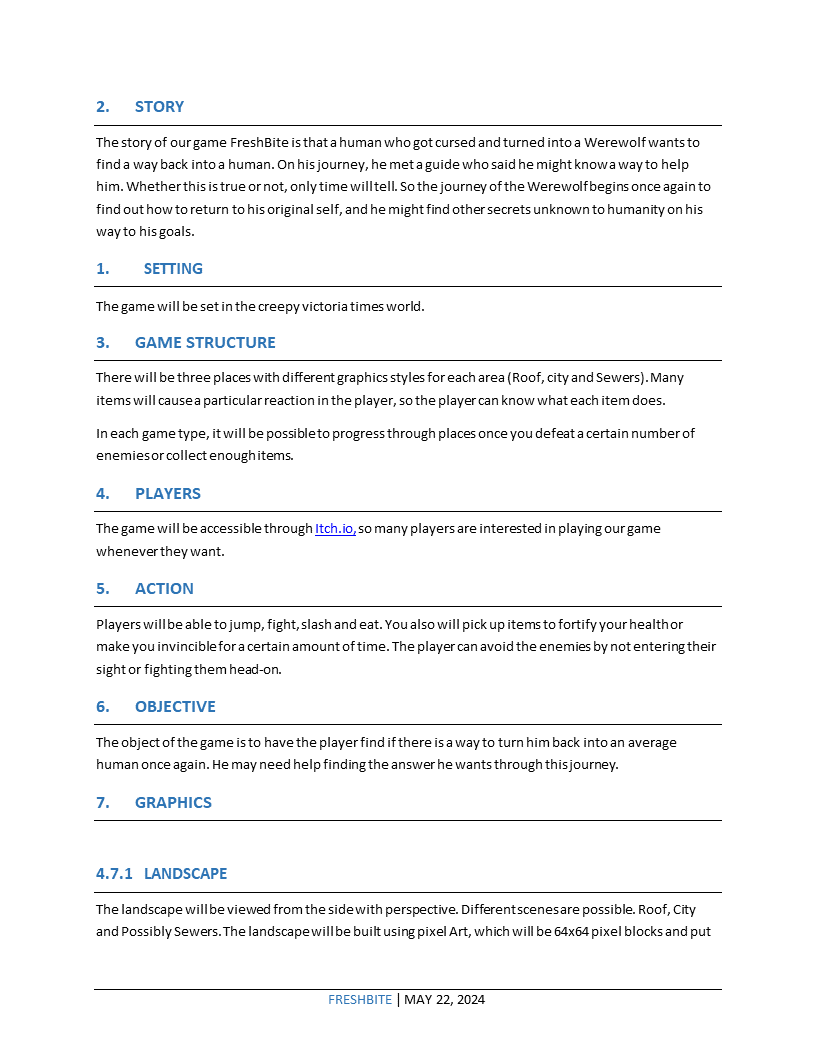 2. STORY
The story of our game FreshBite is that a human who got cursed and turned into a Werewolf wants to
find a way back into a human. On his journey, he met a guide who said he might know a way to help
him. Whether this is true or not, only time will tell. So the journey of the Werewolf begins once again to
find out how to return to his original self, and he might find other secrets unknown to humanity on his
way to his goals.
1. SETTING
The game will be set in the creepy victoria times world.
3. GAME STRUCTURE
There will be three places with different graphics styles for each area (Roof, city and Sewers). Many
items will cause a particular reaction in the player, so the player can know what each item does.
In each game type, it will be possible to progress through places once you defeat a certain number of
enemies or collect enough items.
4. PLAYERS
The game will be accessible through Itch.io, so many players are interested in playing our game
whenever they want.
5. ACTION
Players will be able to jump, fight, slash and eat. You also will pick up items to fortify your health or
make you invincible for a certain amount of time. The player can avoid the enemies by not entering their
sight or fighting them head-on.
6. OBJECTIVE
The object of the game is to have the player find if there is a way to turn him back into an average
human once again. He may need help finding the answer he wants through this journey.
7. GRAPHICS
4.7.1 LANDSCAPE
The landscape will be viewed from the side with perspective. Different scenes are possible. Roof, City
and Possibly Sewers. The landscape will be built using pixel Art, which will be 64x64 pixel blocks and put
FRESHBITE | MAY 22, 2024